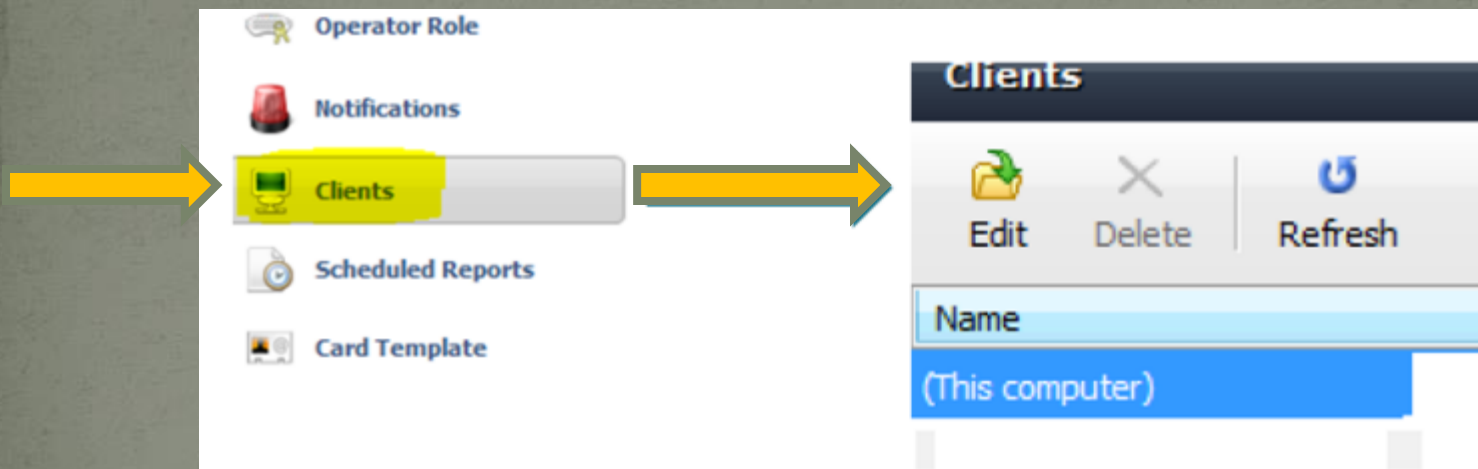 Operator Role
Notifications
Clients
Scheduled Reports
Card Template
Clients
Edit Delete Refresh
Name
(This computer)